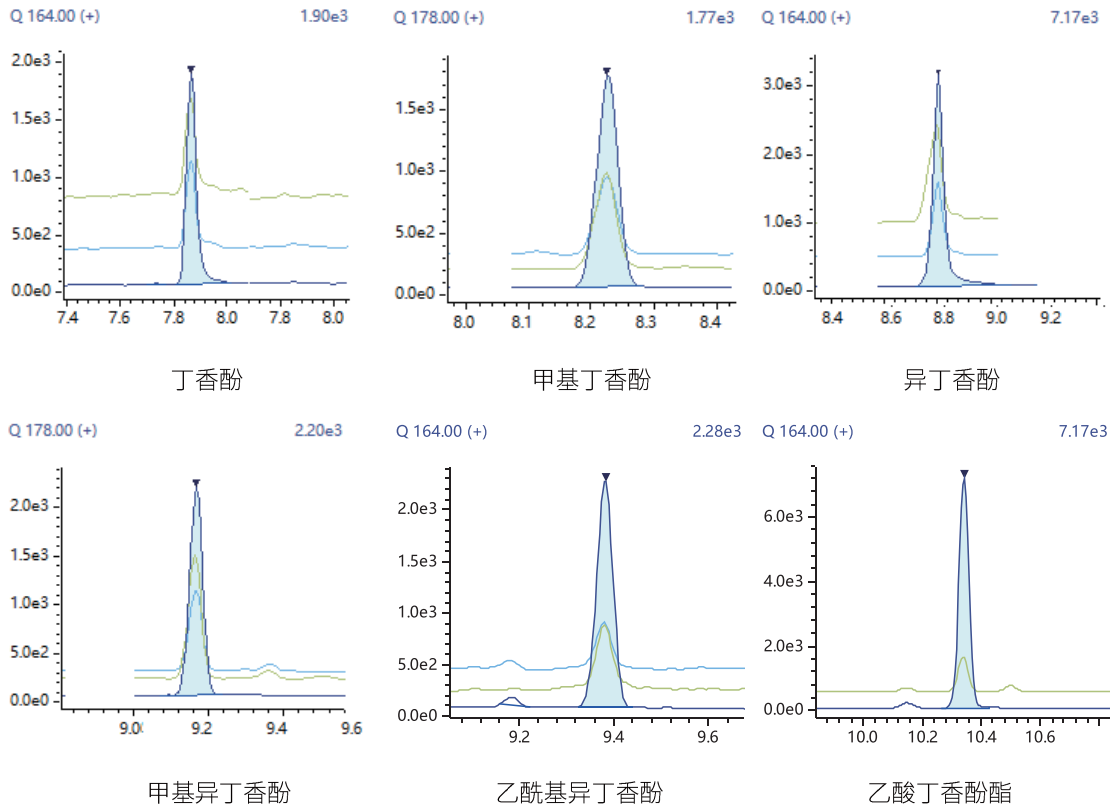 Q 164.00 (+) 1.90e3
2.0e3
1.5e3
1.0e3
5.0e2
0.0e0
7.4 7.6 7.8 8.0 7.8 8.0
丁香酚
Q 178.00 (+) 1.77e3
1.5e3
1.0e3
5.0e2
0.0e0
8.0 8.1 8.2 8.3 8.4
甲基丁香酚
Q 164.00 (+) 7.17e3
3.0e3
2.0e3
1.0e3
0.0e0
8.4 8.6 8.8 9.0 9.2
异丁香酚
Q 178.00 (+) 2.20e3
2.0e3
1.5e3
1.0e3
5.0e2
0.0e0
9.0 9.2 9.4 9.6
甲基异丁香酚
Q 164.00 (+) 2.28e3
2.0e3
1.5e3
1.0e3
5.0e2
0.0e0
9.2 9.4 9.6
乙酰基异丁香酚
Q 164.00 (+) 7.17e3
6.0e3
4.0e3
2.0e3
0.0e0
10.0 10.2 10.4 10.6
乙酸丁香酚酯